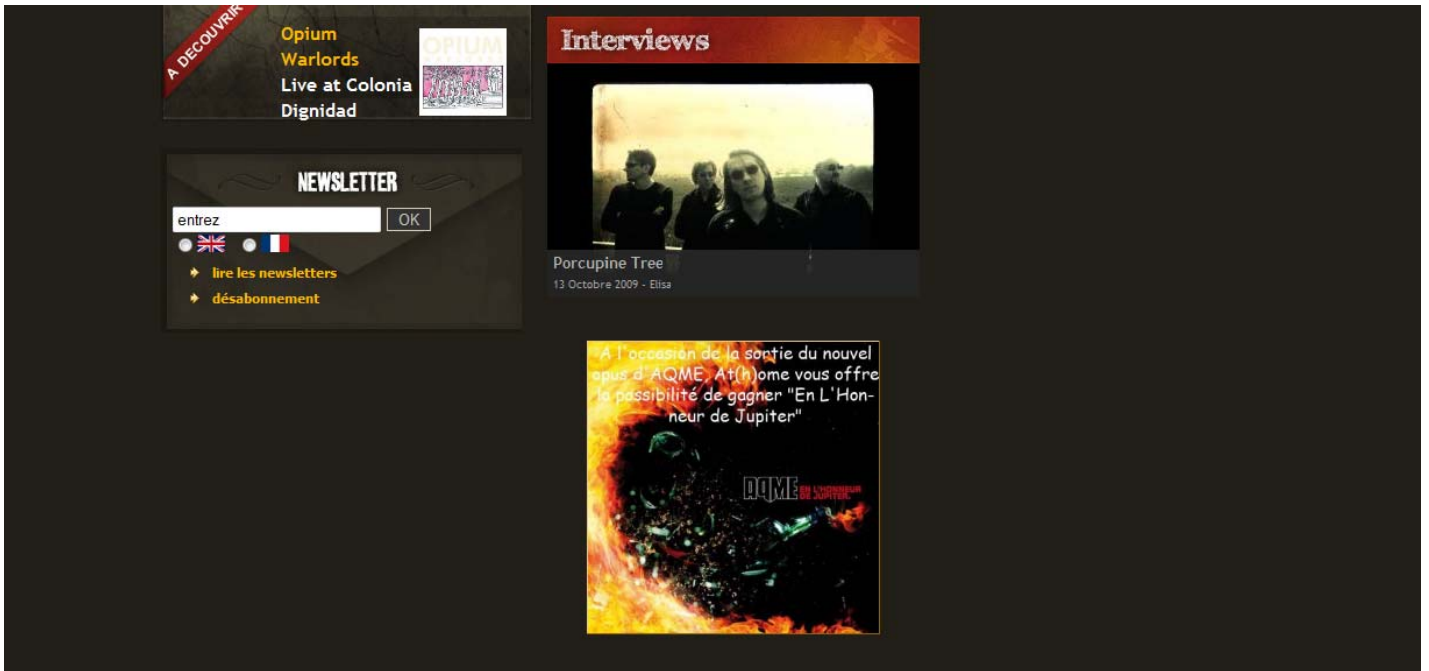 A DECOUVRIR
Opium
Warlords
Live at Colonia
Dignidad
OPIUM
NEWSLETTER
entrez
OK
lire les newsletters
désabonnement
Interviews
Porcupine Tree
13 Octobre 2009 - Elisa
A l'occasion de la sortie du nouvel
opus d'AQME, At(h)ome vous offre
la possibilité de gagner "En L'Hon-
neur de Jupiter"
AQME EN L'HONNEUR
DE JUPITER.